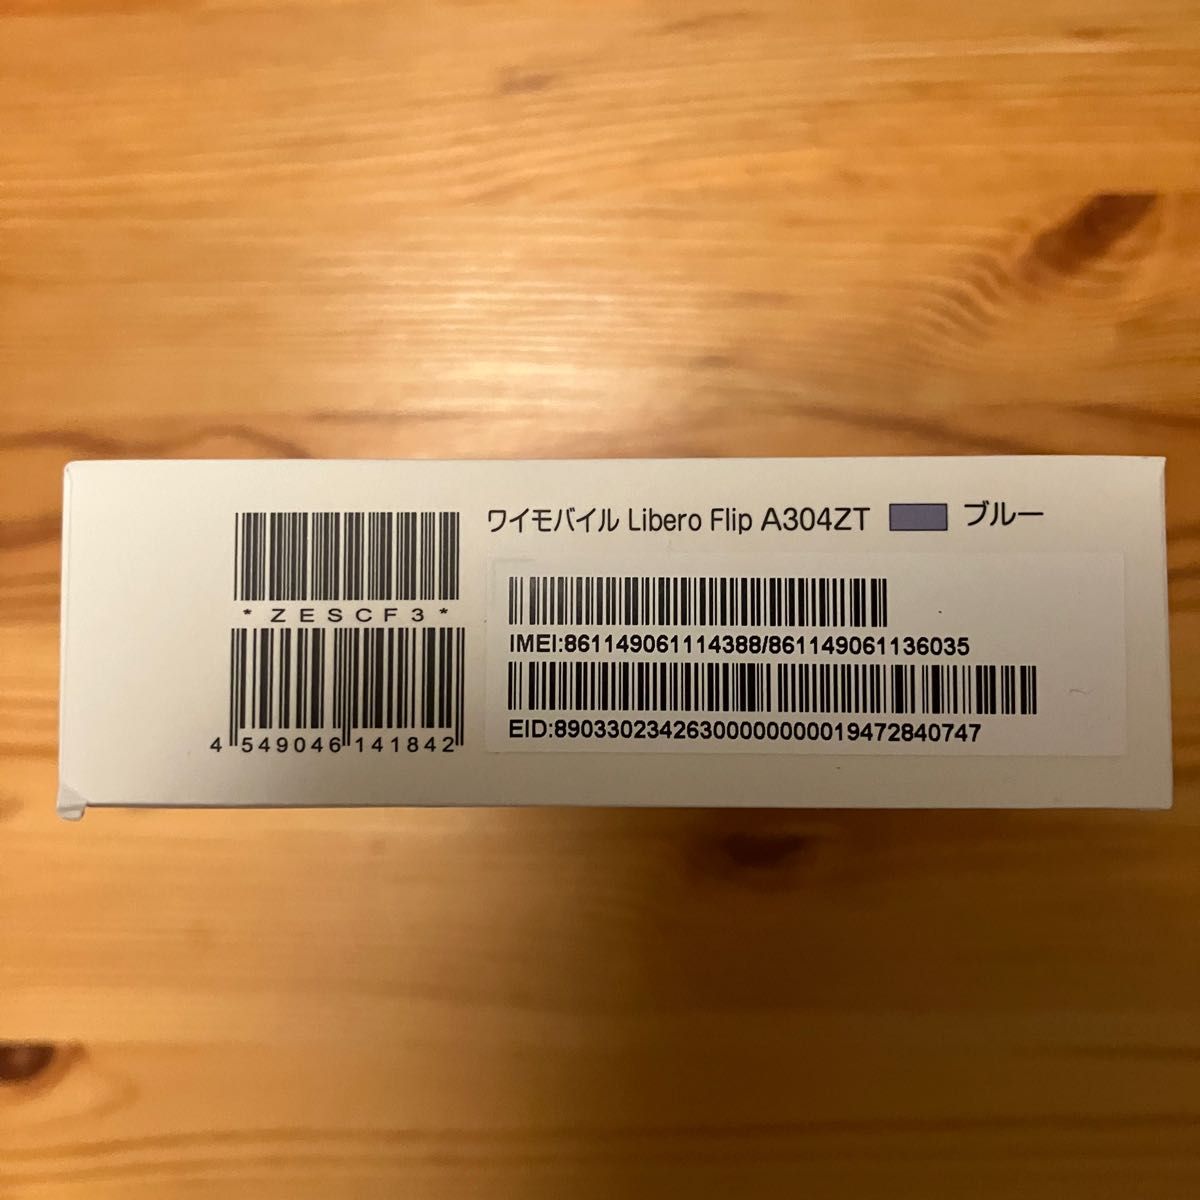 ワイモバイル Libero Flip A304ZT ブルー
*ZESCF3*
4 549046 141842
IMEI:861149061114388/861149061136035
EID:89033023426300000000019472840747